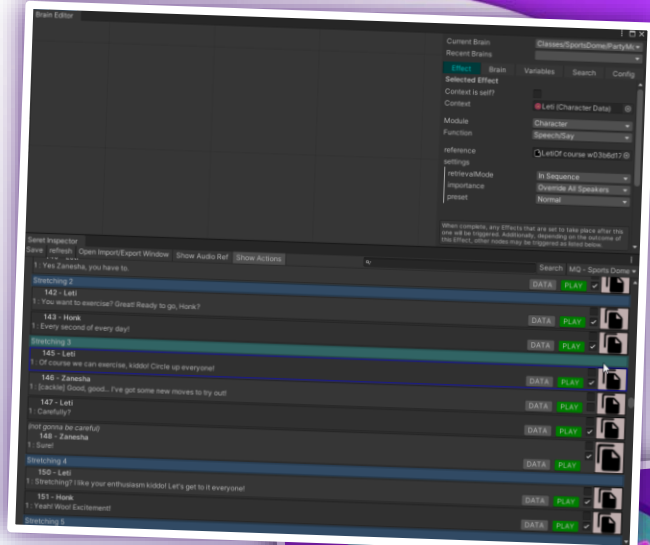 Brain Editor
Current Brain Classes/SportsDome/PartyMc
Recent Brains
Effect Brain Variables Search Config
Selected Effect
Context is self?
Context Leti (Character Data)
Module Character
Function Speech/Say
reference LetiOf course w03b6d17
settings
retrievalMode In Sequence
importance Override All Speakers
preset Normal
When complete, any Effects that are set to take place after this
one will be triggered. Additionally, depending on the outcome of
this Effect, other nodes may be triggered as listed below.
Seret Inspector
Save refresh Open Import/Export Window Show Audio Ref Show Actions
Search MQ - Sports Dome
1 : Yes Zanesha, you have to.
Stretching 2
DATA PLAY
142 - Leti
1 : You want to exercise? Great! Ready to go, Honk?
DATA PLAY
143 - Honk
1 : Every second of every day!
DATA PLAY
Stretching 3
145 - Leti
1 : Of course we can exercise, kiddo! Circle up everyone!
DATA PLAY
146 - Zanesha
1 : [cackle] Good, good... I've got some new moves to try out!
DATA PLAY
147 - Leti
1 : Carefully?
DATA PLAY
(not gonna be careful)
148 - Zanesha
1 : Sure!
DATA PLAY
Stretching 4
150 - Leti
1 : Stretching? I like your enthusiasm kiddo! Let's get to it everyone!
DATA PLAY
151 - Honk
1 : Yeah! Woo! Excitement!
DATA PLAY
Stretching 5